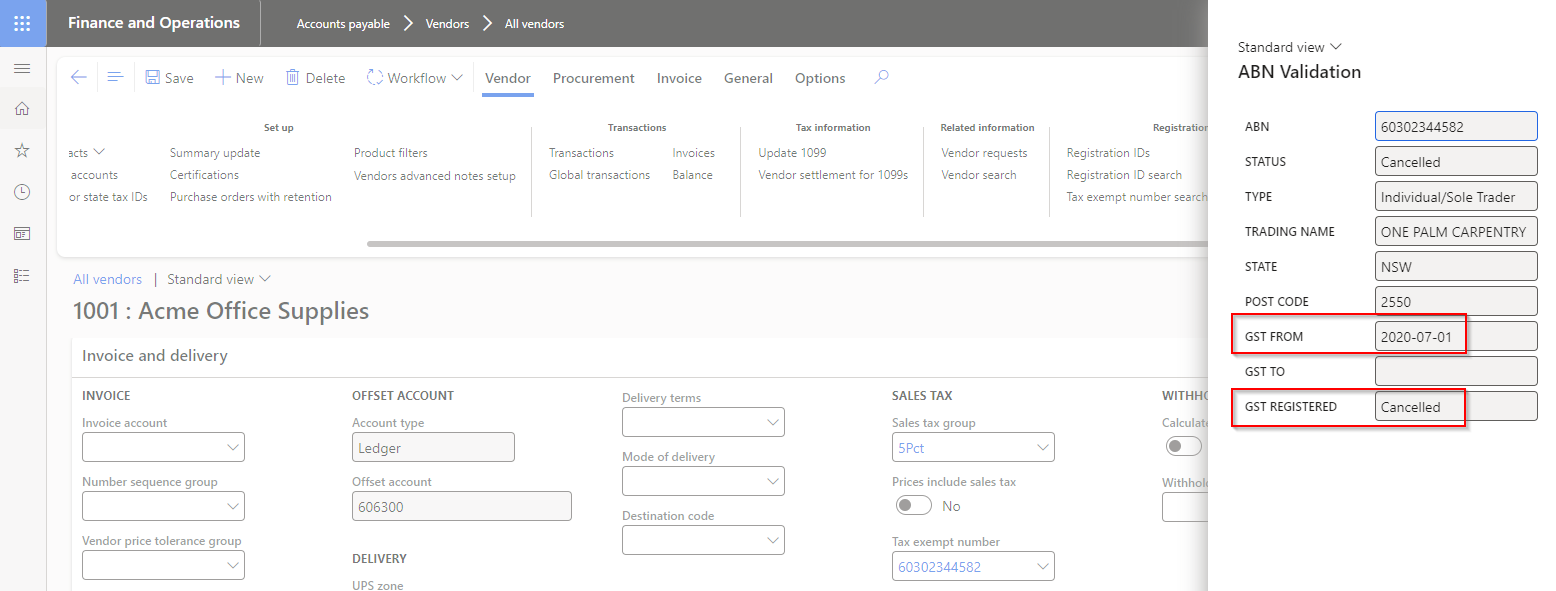 Finance and Operations
Accounts payable > Vendors > All vendors
Save New Delete Workflow Vendor Procurement Invoice General Options
Set up
acts
accounts
or state tax IDs
Summary update
Certifications
Purchase orders with retention
Product filters
Vendors advanced notes setup
Transactions
Transactions
Global transactions
Invoices
Balance
Tax information
Update 1099
Vendor settlement for 1099s
Related information
Vendor requests
Vendor search
Registration
Registration IDs
Registration ID search
Tax exempt number search
All vendors | Standard view
1001 : Acme Office Supplies
Invoice and delivery
INVOICE
Invoice account
Number sequence group
Vendor price tolerance group
OFFSET ACCOUNT
Account type
Ledger
Offset account
606300
DELIVERY
UPS zone
Delivery terms
Mode of delivery
Destination code
SALES TAX
Sales tax group
5Pct
Prices include sales tax
No
Tax exempt number
60302344582
WITHHO
Calculate
Withhold
Standard view
ABN Validation
ABN 60302344582
STATUS Cancelled
TYPE Individual/Sole Trader
TRADING NAME ONE PALM CARPENTRY
STATE NSW
POST CODE 2550
GST FROM 2020-07-01
GST TO
GST REGISTERED Cancelled